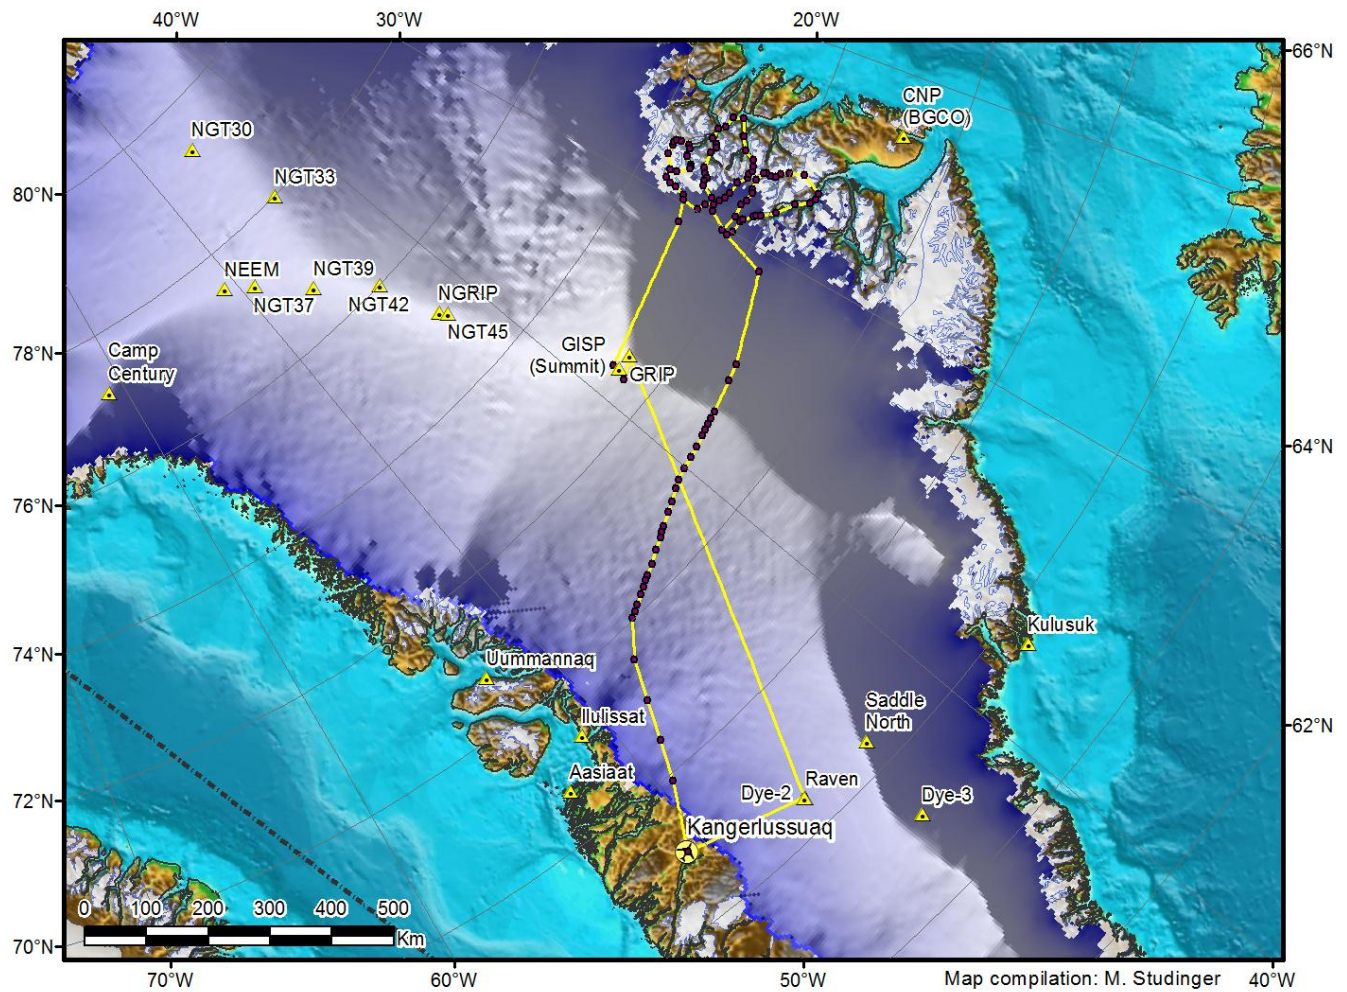 40°W 30°W 20°W
66°N
CNP
(BGCO)
NGT30
NGT33
80°N
NEEM NGT39
NGT37 NGT42 NGRIP
NGT45
GISP
(Summit) GRIP
78°N
Camp
Century
64°N
76°N
Kulusuk
74°N
Uummannaq
Saddle
North
Ilulissat
62°N
Aasiaat
Dye-2 Raven
72°N
Dye-3
Kangerlussuaq
0 100 200 300 400 500
Km
70°N
70°W 60°W 50°W 40°W
Map compilation: M. Studinger